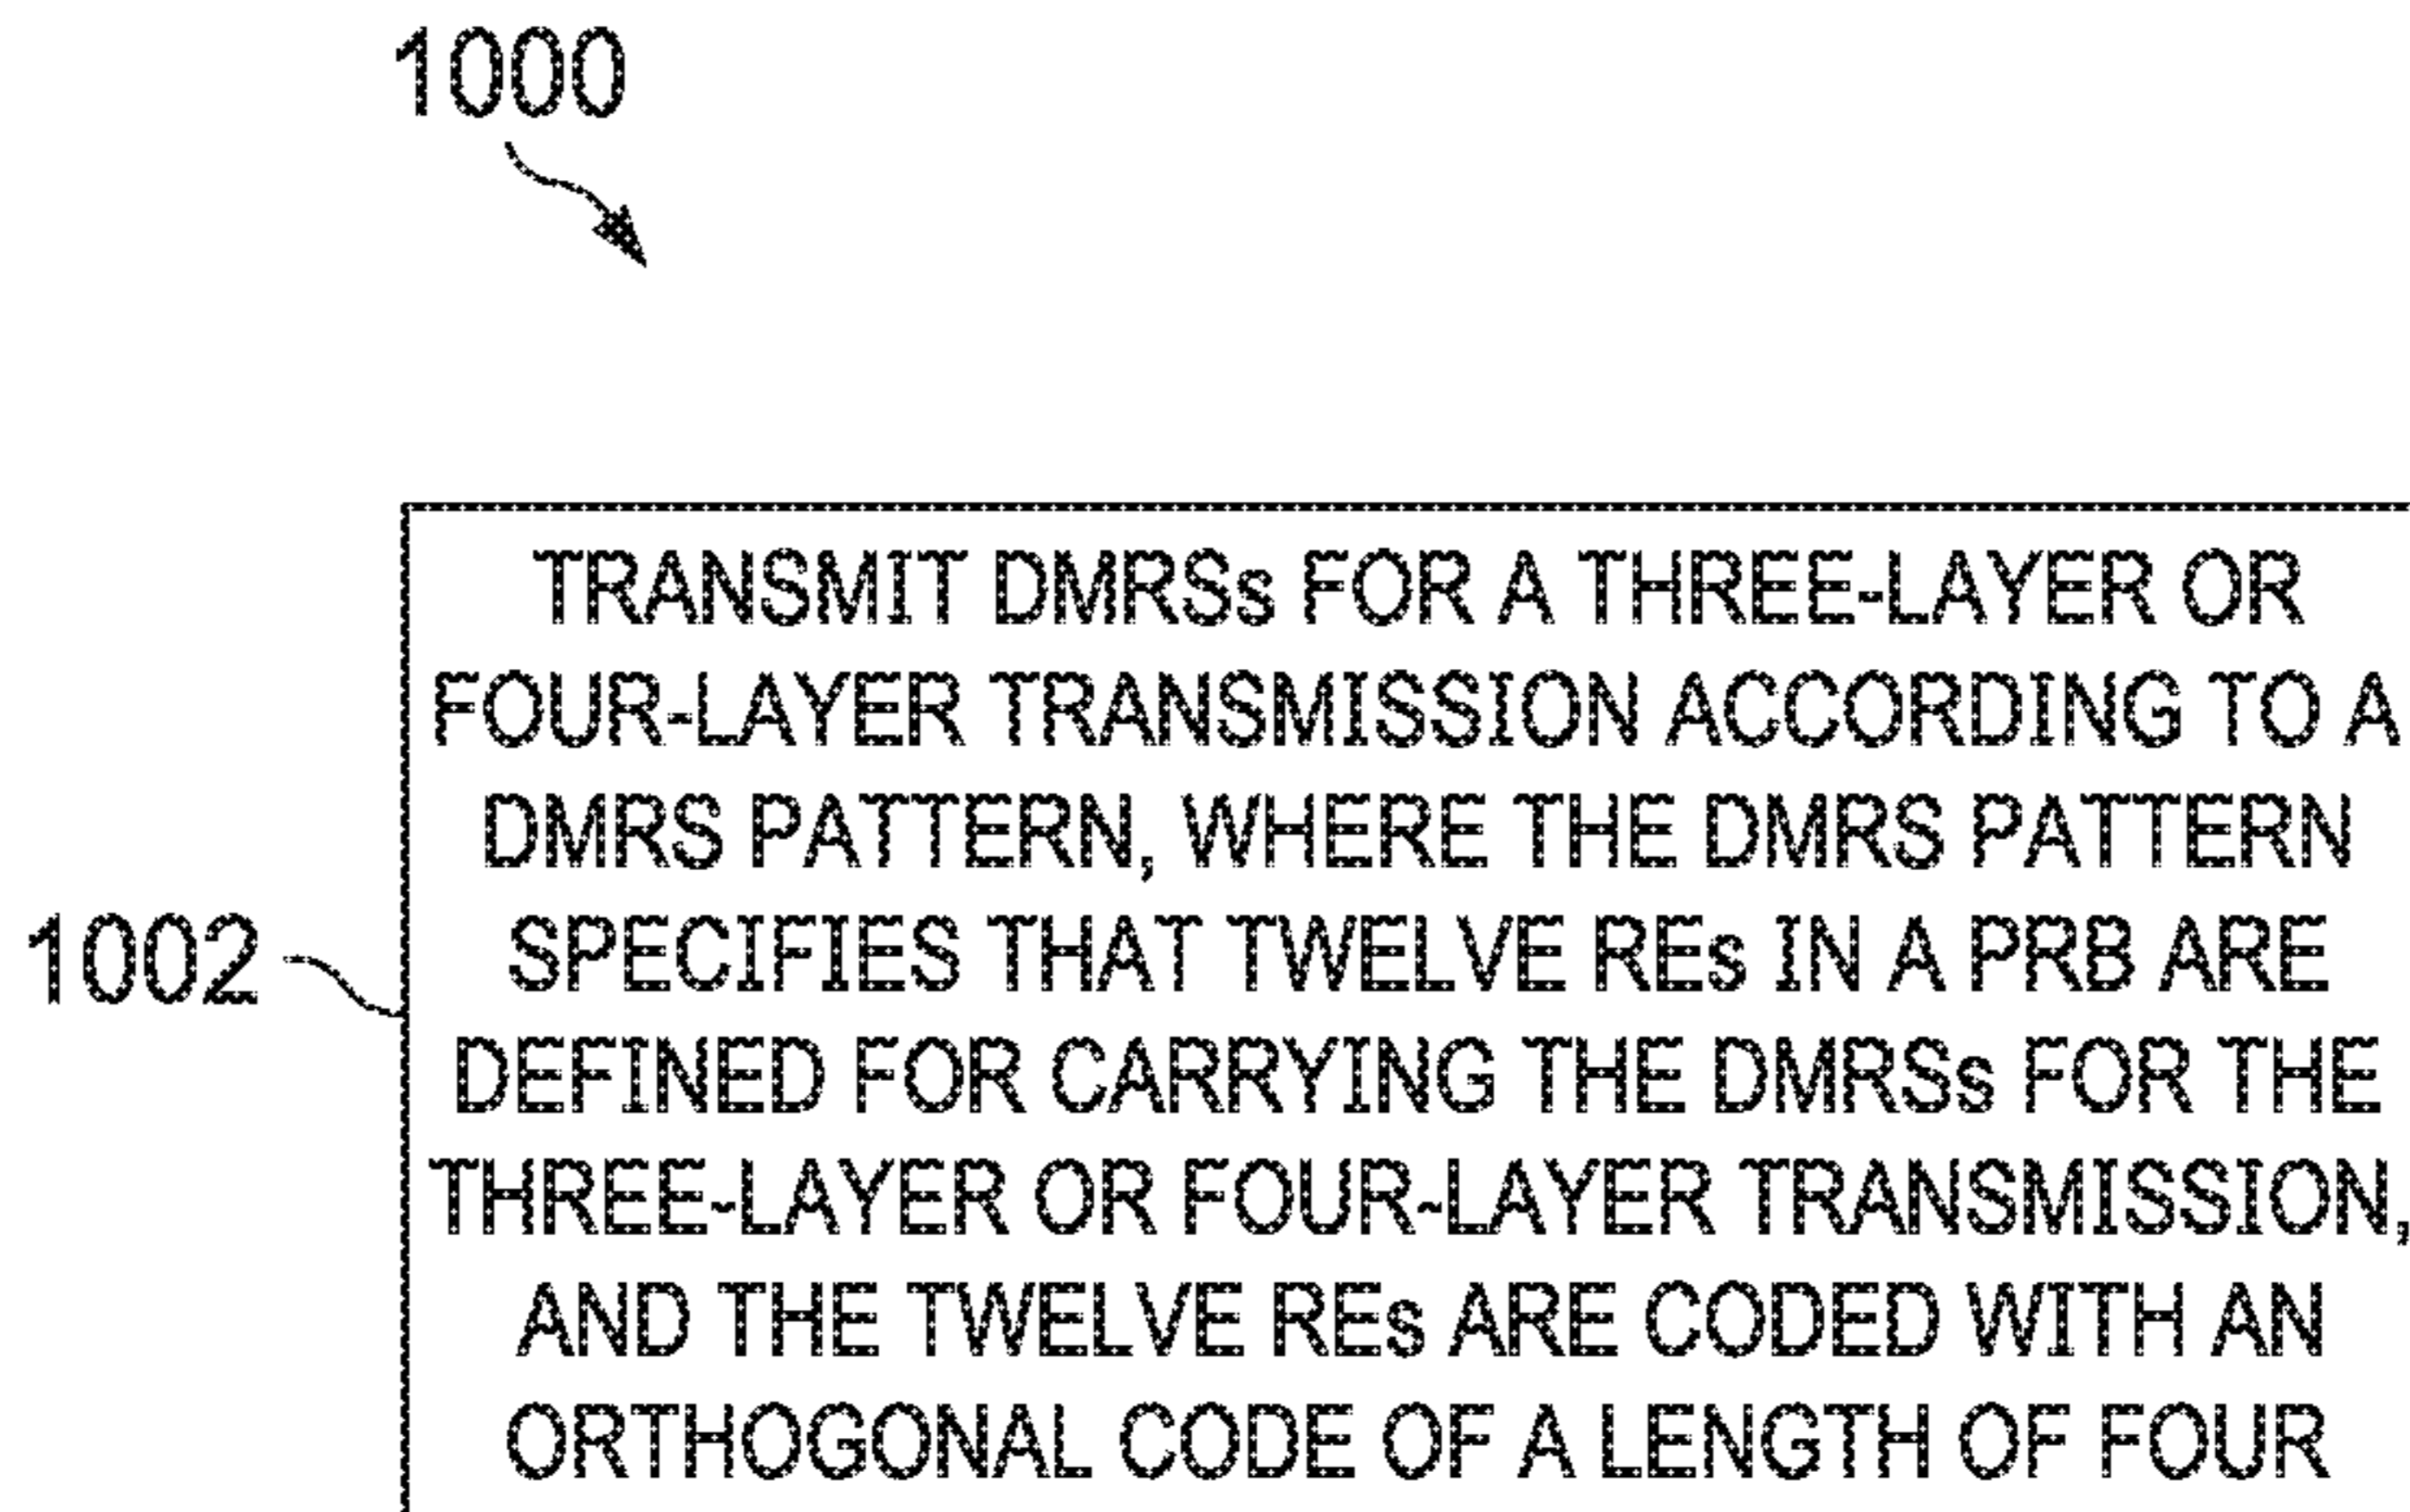 1000
TRANSMIT DMRSs FOR A THREE-LAYER OR
FOUR-LAYER TRANSMISSION ACCORDING TO A
DMRS PATTERN, WHERE THE DMRS PATTERN
SPECIFIES THAT TWELVE REs IN A PRB ARE
1002
DEFINED FOR CARRYING THE DMRSs FOR THE
THREE-LAYER OR FOUR-LAYER TRANSMISSION,
AND THE TWELVE REs ARE CODED WITH AN
ORTHOGONAL CODE OF A LENGTH OF FOUR